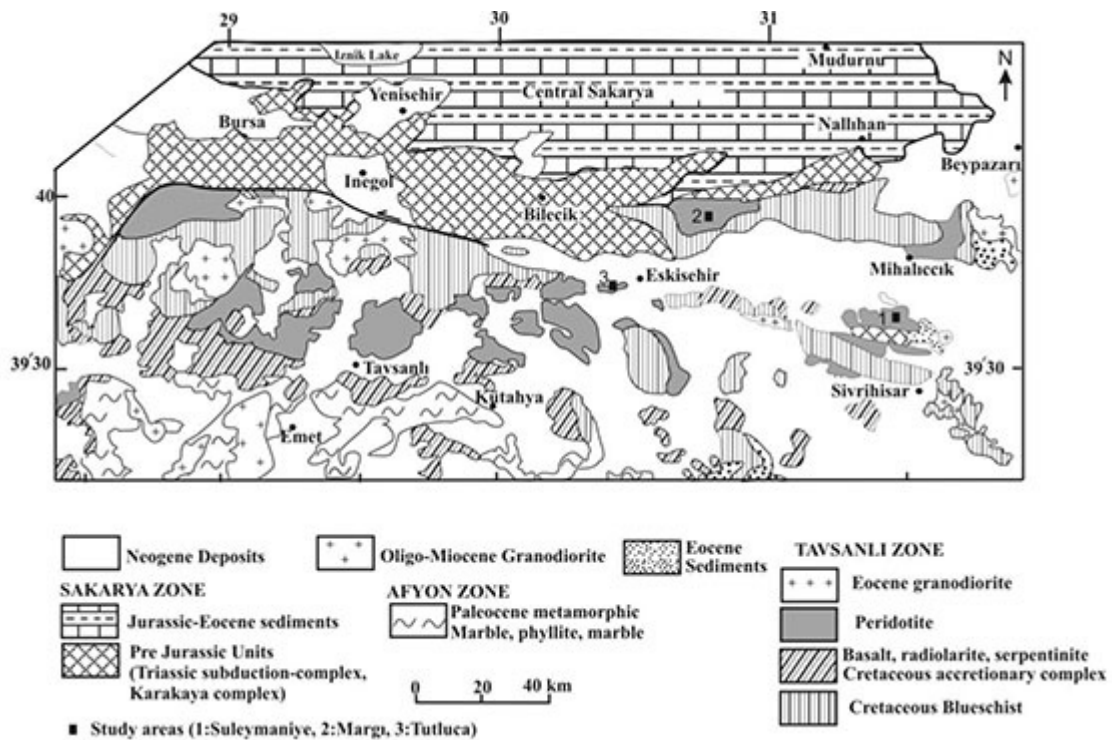 29 30 31
Iznik Lake Mudurnu N
Yenisehir Central Sakarya
Bursa Nallıhan
Beypazarı
Inegol
40 Bilecik
2
Mihalıccık
3 Eskisehir
1
39˚30 Tavsanlı 39˚30
Kutahya Sivrihisar
Emet
Neogene Deposits
Oligo-Miocene Granodiorite
Eocene
Sediments
SAKARYA ZONE
Jurassic-Eocene sediments
Pre Jurassic Units
(Triassic subduction-complex,
Karakaya complex)
AFYON ZONE
Paleocene metamorphic
Marble, phyllite, marble
0 20 40 km
TAVSANLI ZONE
Eocene granodiorite
Peridotite
Basalt, radiolarite, serpentinite
Cretaceous accretionary complex
Cretaceous Blueschist
Study areas (1:Suleymaniye, 2:Margı, 3:Tutluca)